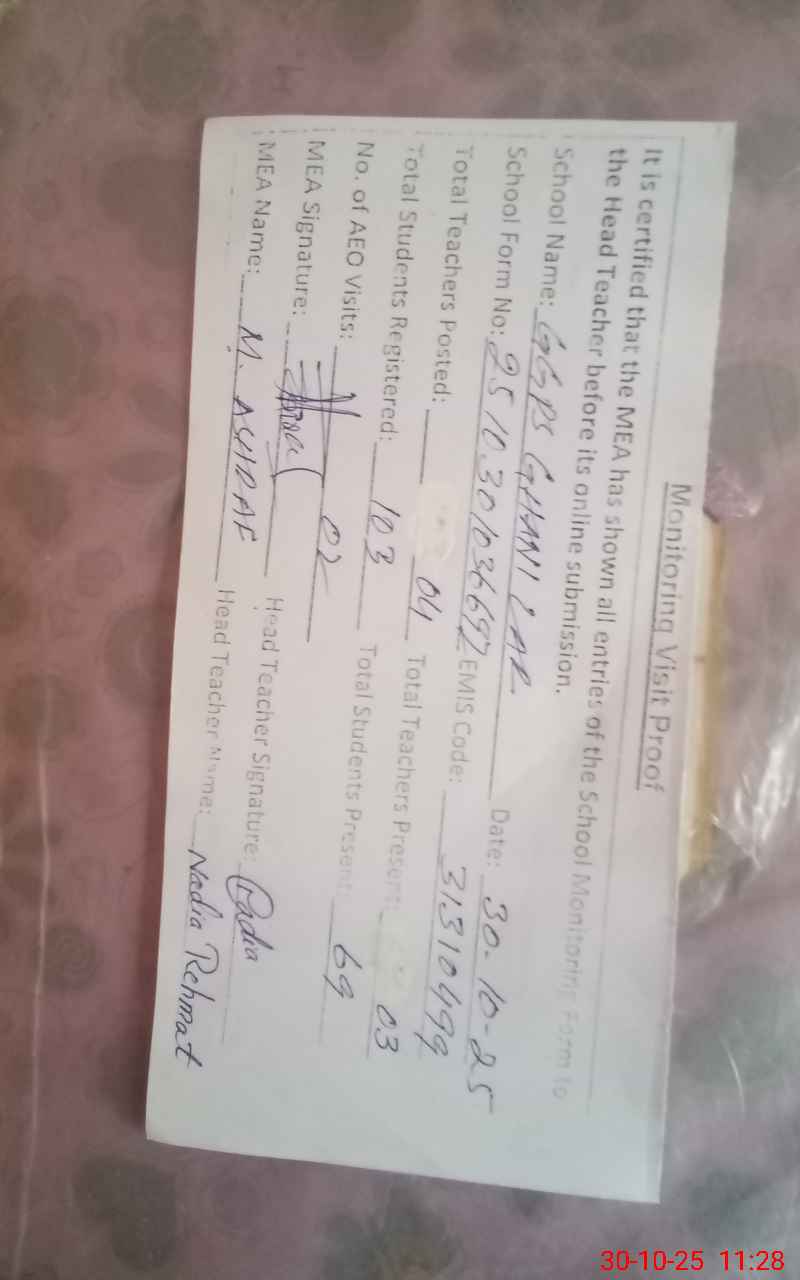 Monitoring Visit Proof
It is certified that the MEA has shown all entries of the School Monitoring Form to
the Head Teacher before its online submission.
School Name: GGPS GHANI LAR Date: 30-10-25
School Form No: 2510301036692 EMIS Code: 31310499
Total Teachers Posted: 04 Total Teachers Present: 03
Total Students Registered: 103 Total Students Present: 69
No. of AEO Visits: 02
MEA Signature: Head Teacher Signature: Nadia
MEA Name: M. ASHRAF Head Teacher Name: Nadia Rehmat
30-10-25 11:28